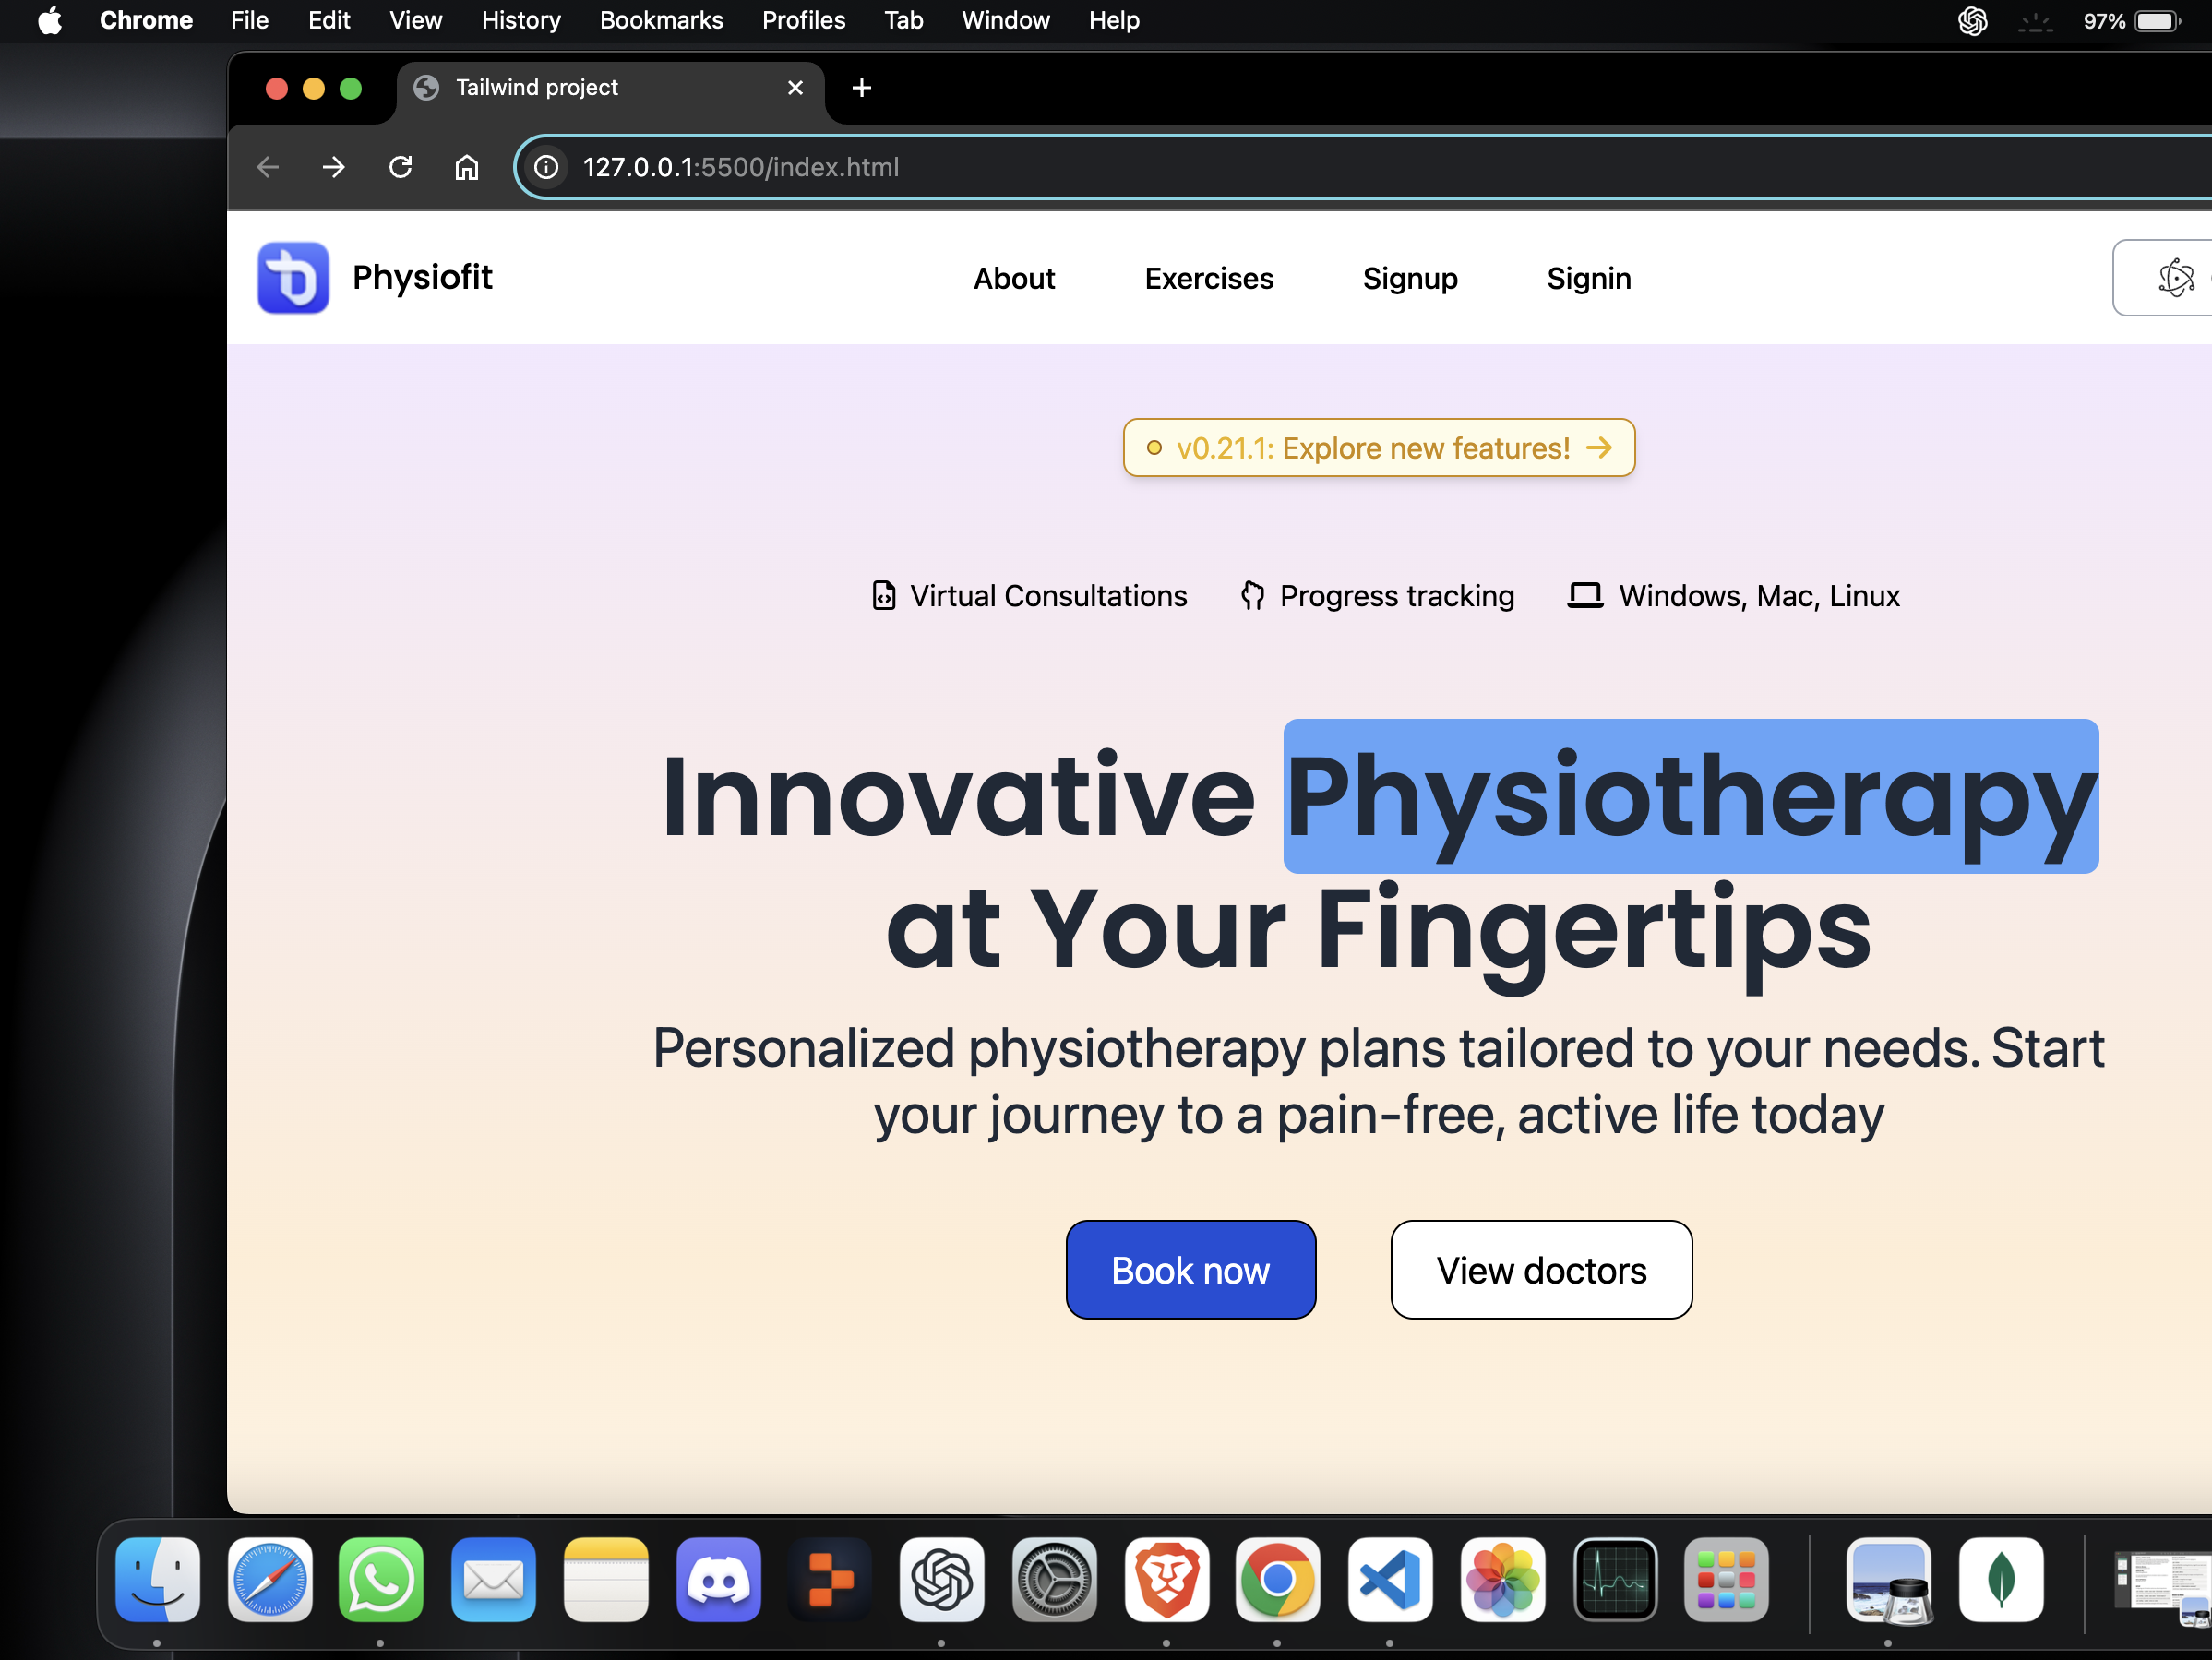 Chrome File Edit View History Bookmarks Profiles Tab Window Help 97%
Tailwind project
127.0.0.1:5500/index.html
Physiofit About Exercises Signup Signin
v0.21.1: Explore new features!
Virtual Consultations Progress tracking Windows, Mac, Linux
Innovative Physiotherapy
at Your Fingertips
Personalized physiotherapy plans tailored to your needs. Start
your journey to a pain-free, active life today
Book now View doctors